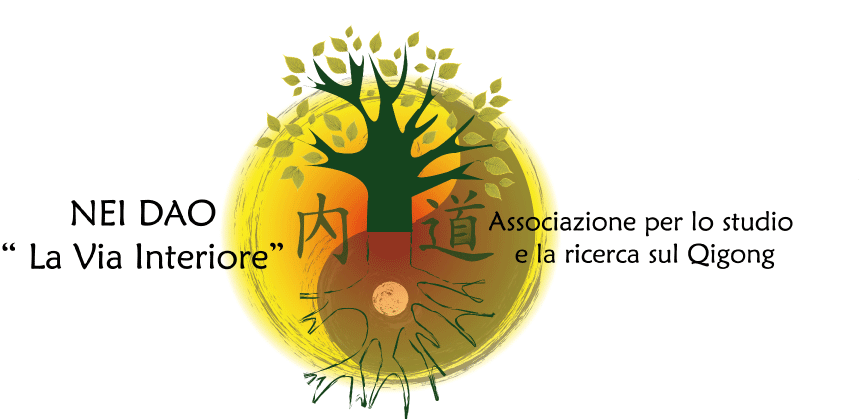 NEI DAO
“ La Via Interiore”
内 道
Associazione per lo studio
e la ricerca sul Qigong